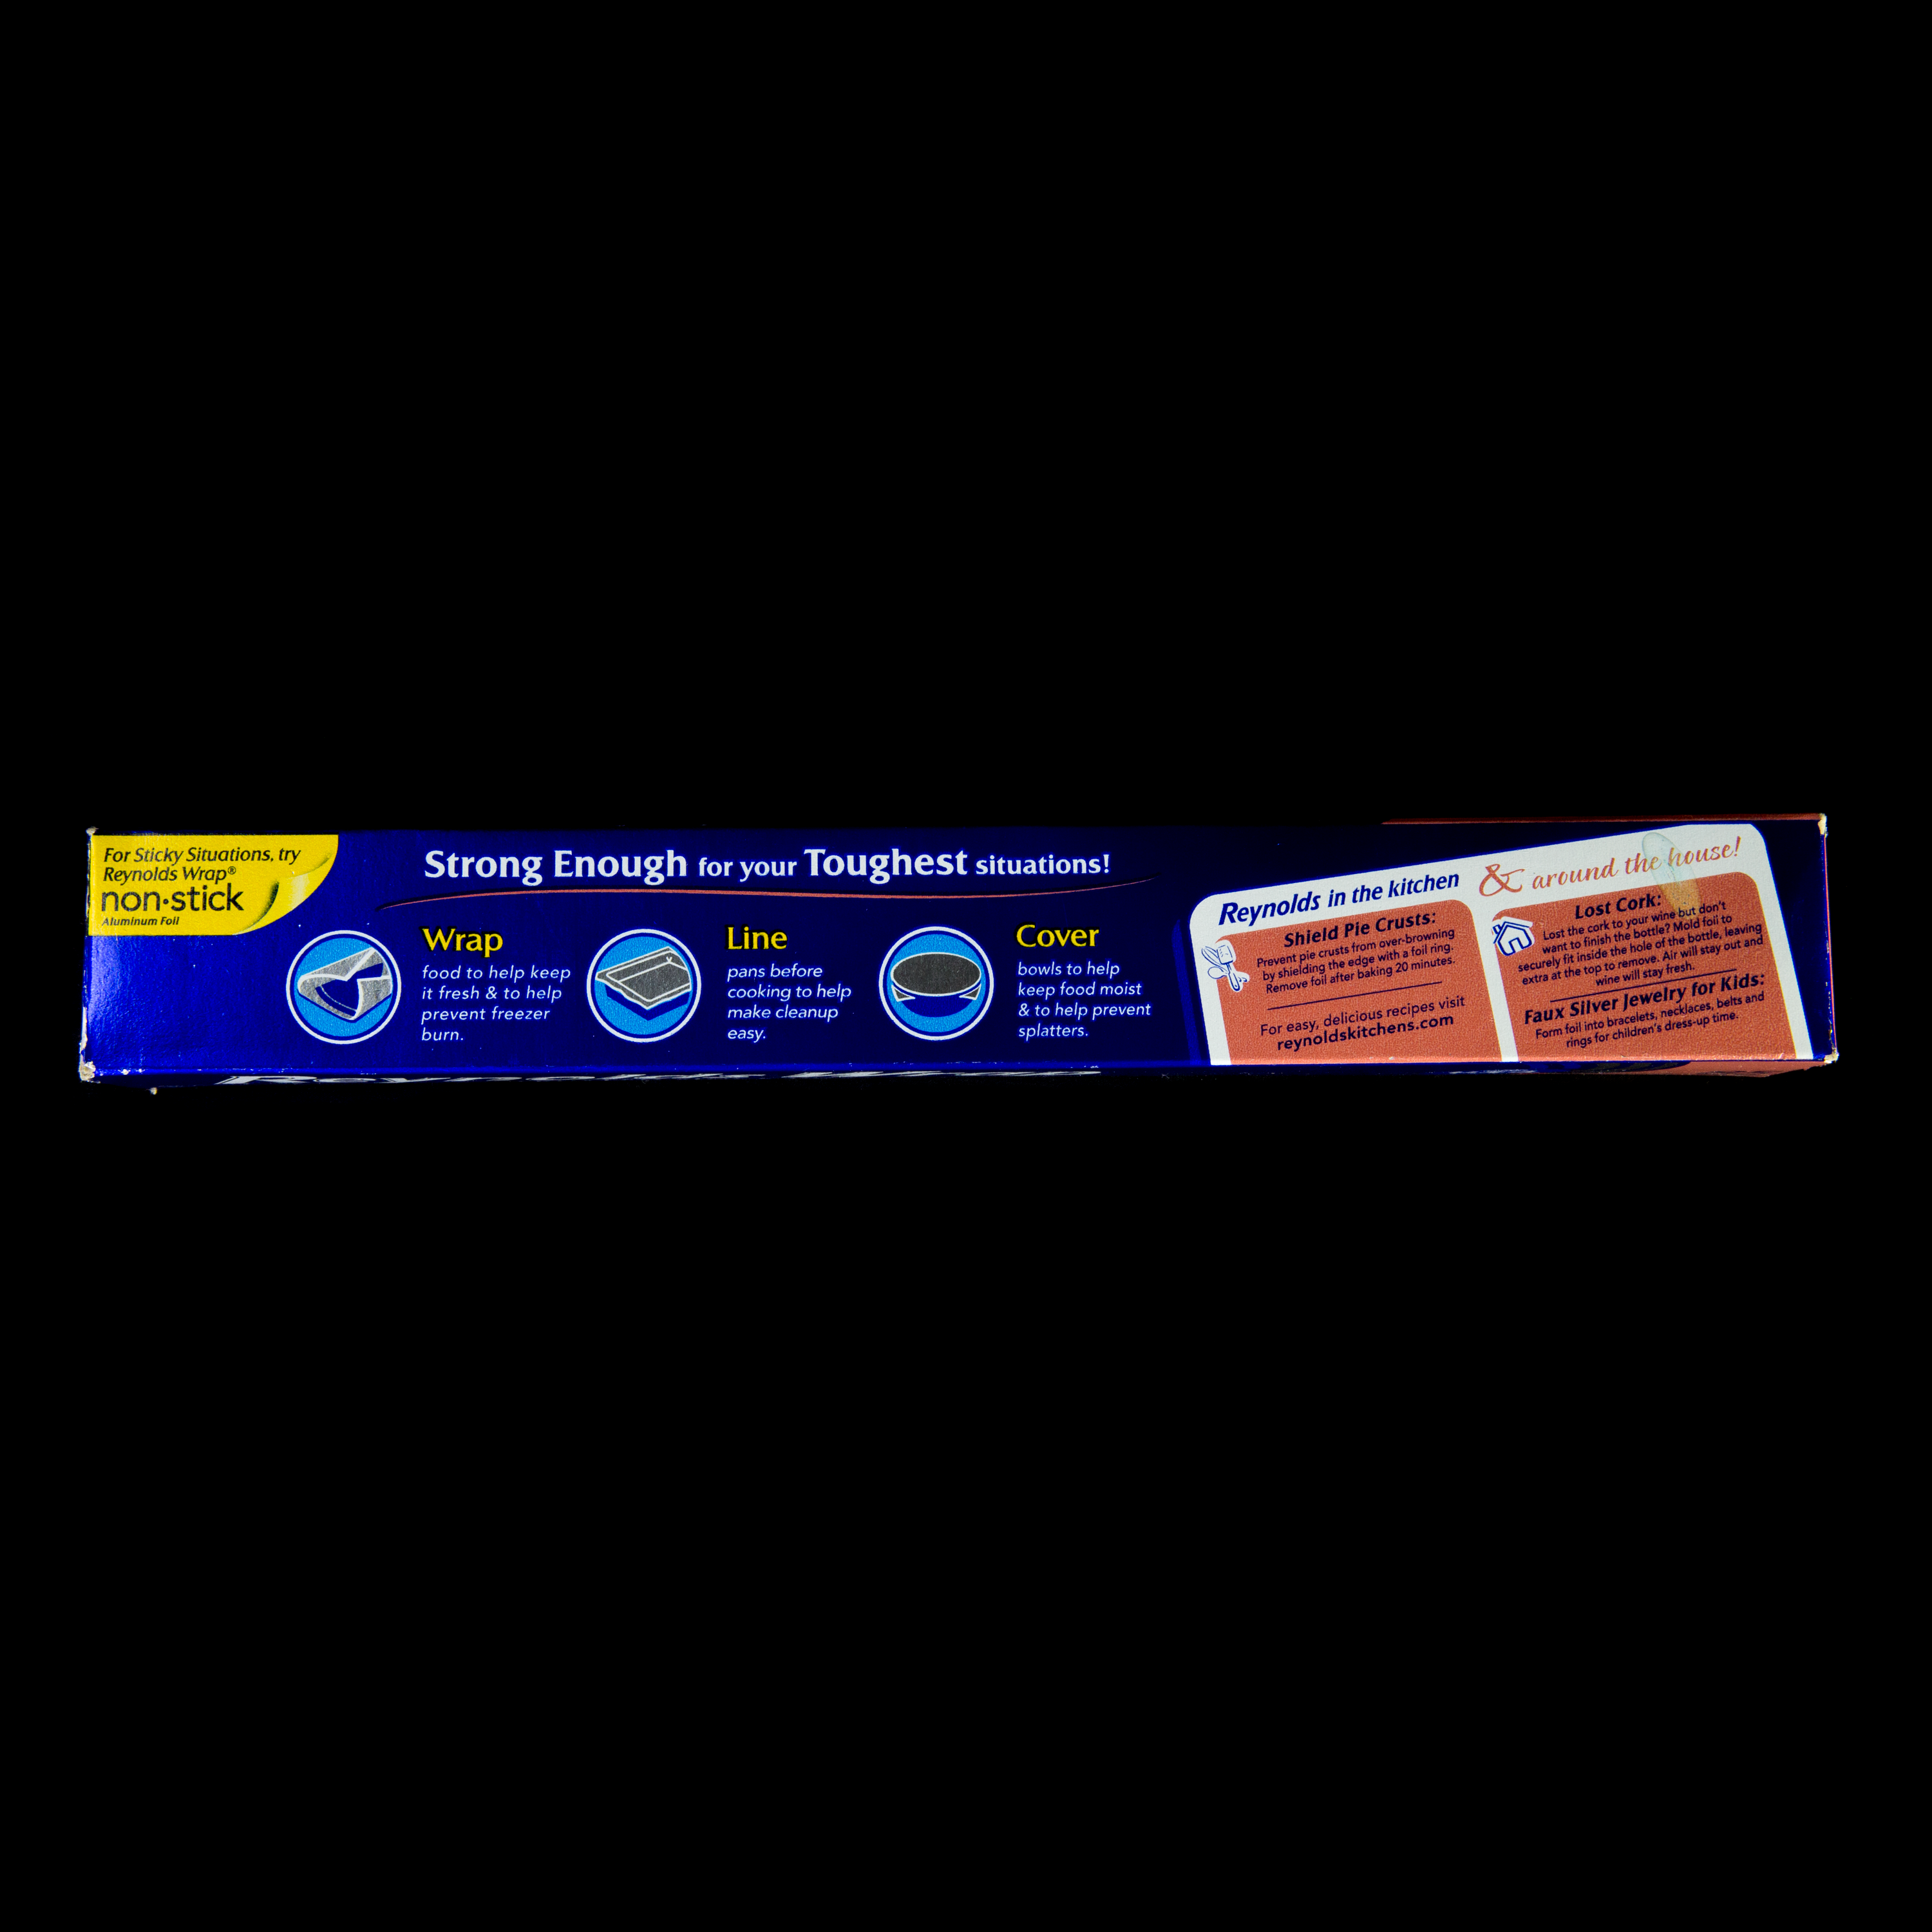 For Sticky Situations, try
Reynolds Wrap®
non•stick
Aluminum Foil
Strong Enough for your Toughest situations!
Wrap
food to help keep
it fresh & to help
prevent freezer
burn.
Line
pans before
cooking to help
make cleanup
easy.
Cover
bowls to help
keep food moist
& to help prevent
splatters.
Reynolds in the kitchen & around the house!
Shield Pie Crusts:
Prevent pie crusts from over-browning
by shielding the edge with a foil ring.
Remove foil after baking 20 minutes.
For easy, delicious recipes visit
reynoldskitchens.com
Lost Cork:
Lost the cork to your wine but don't
want to finish the bottle? Mold foil to
securely fit inside the hole of the bottle, leaving
extra at the top to remove. Air will stay out and
wine will stay fresh.
Faux Silver Jewelry for Kids:
Form foil into bracelets, necklaces, belts and
rings for children's dress-up time.